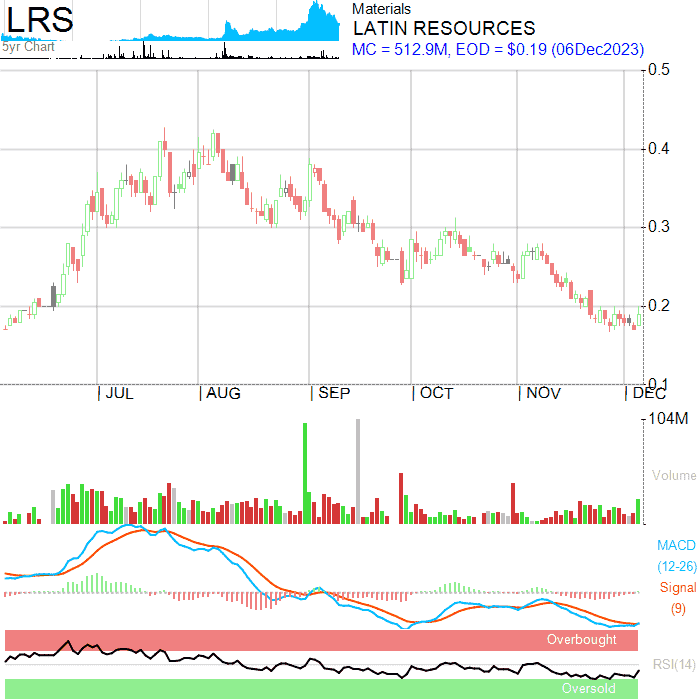 LRS
5yr Chart
Materials
LATIN RESOURCES
MC = 512.9M, EOD = $0.19 (06Dec2023)
0.5
0.4
0.3
0.2
0.1
JUL AUG SEP OCT NOV DEC
104M
Volume
MACD
(12-26)
Signal
(9)
Overbought
RSI(14)
Oversold